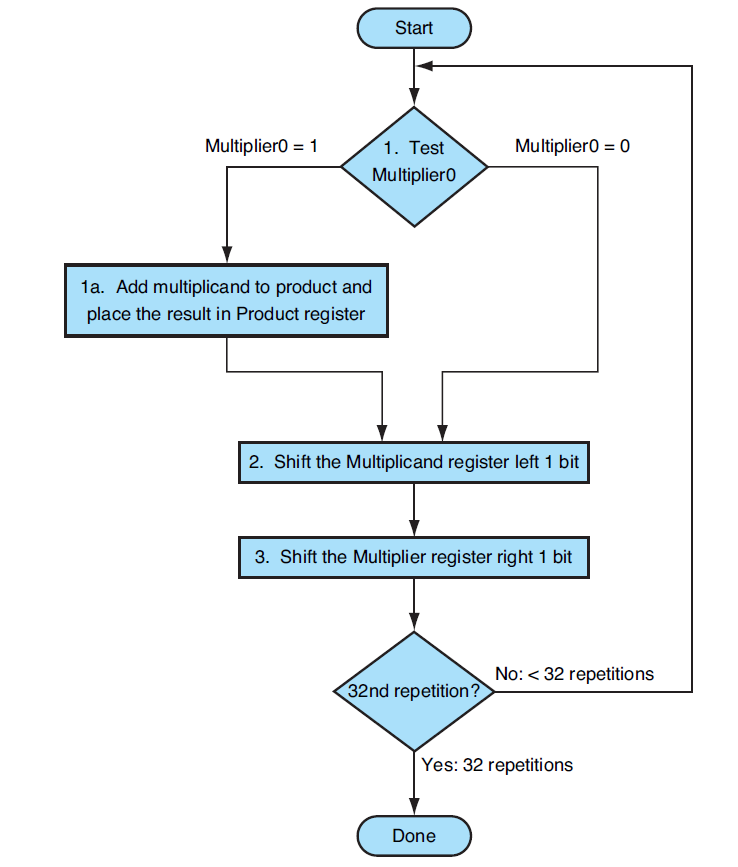 Start
Multiplier0 = 1
1. Test
Multiplier0
Multiplier0 = 0
1a. Add multiplicand to product and
place the result in Product register
2. Shift the Multiplicand register left 1 bit
3. Shift the Multiplier register right 1 bit
32nd repetition?
No: < 32 repetitions
Yes: 32 repetitions
Done